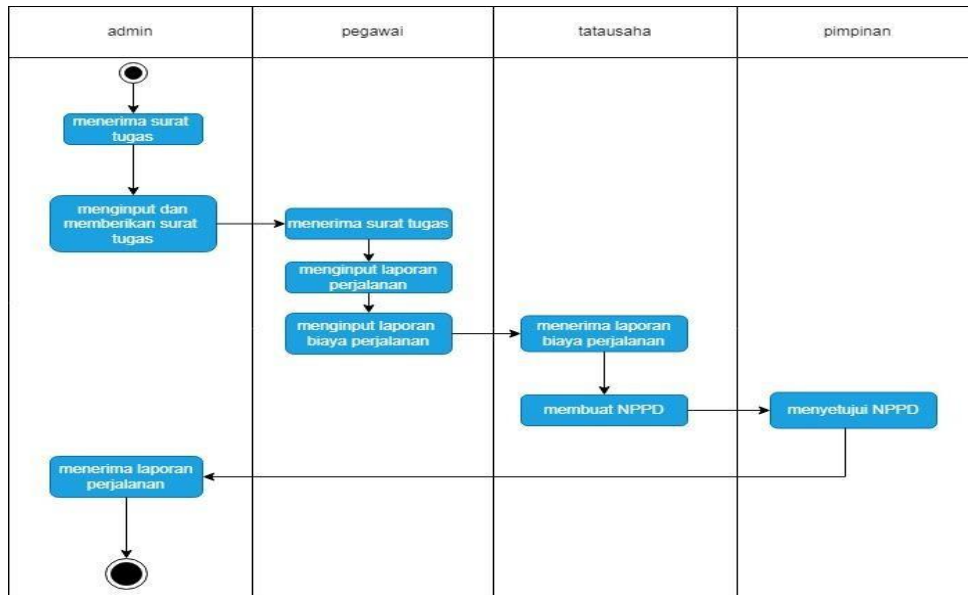 admin
pegawai
tatausaha
pimpinan
menerima surat
tugas
menginput dan
memberikan surat
tugas
menerima surat tugas
menginput laporan
perjalanan
menginput laporan
biaya perjalanan
menerima laporan
biaya perjalanan
membuat NPPD
menyetujui NPPD
menerima laporan
perjalanan